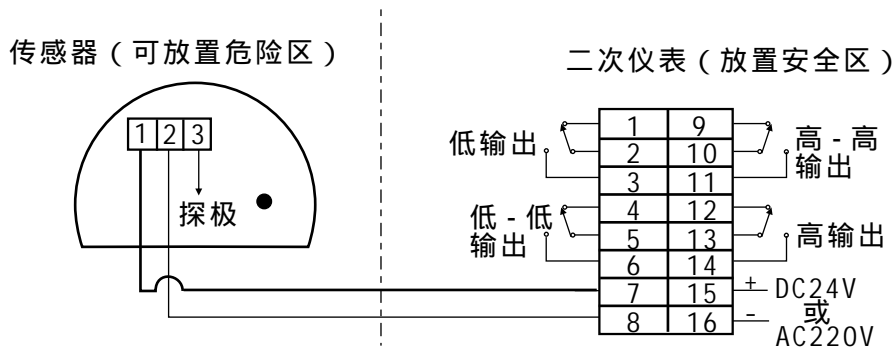 传感器（可放置危险区）
1 2 3
探极
二次仪表（放置安全区）
低输出
低-低
输出
1 9
2 10
3 11
4 12
5 13
6 14
7 15
8 16
高-高
输出
高输出
+ DC24V
或
- AC220V